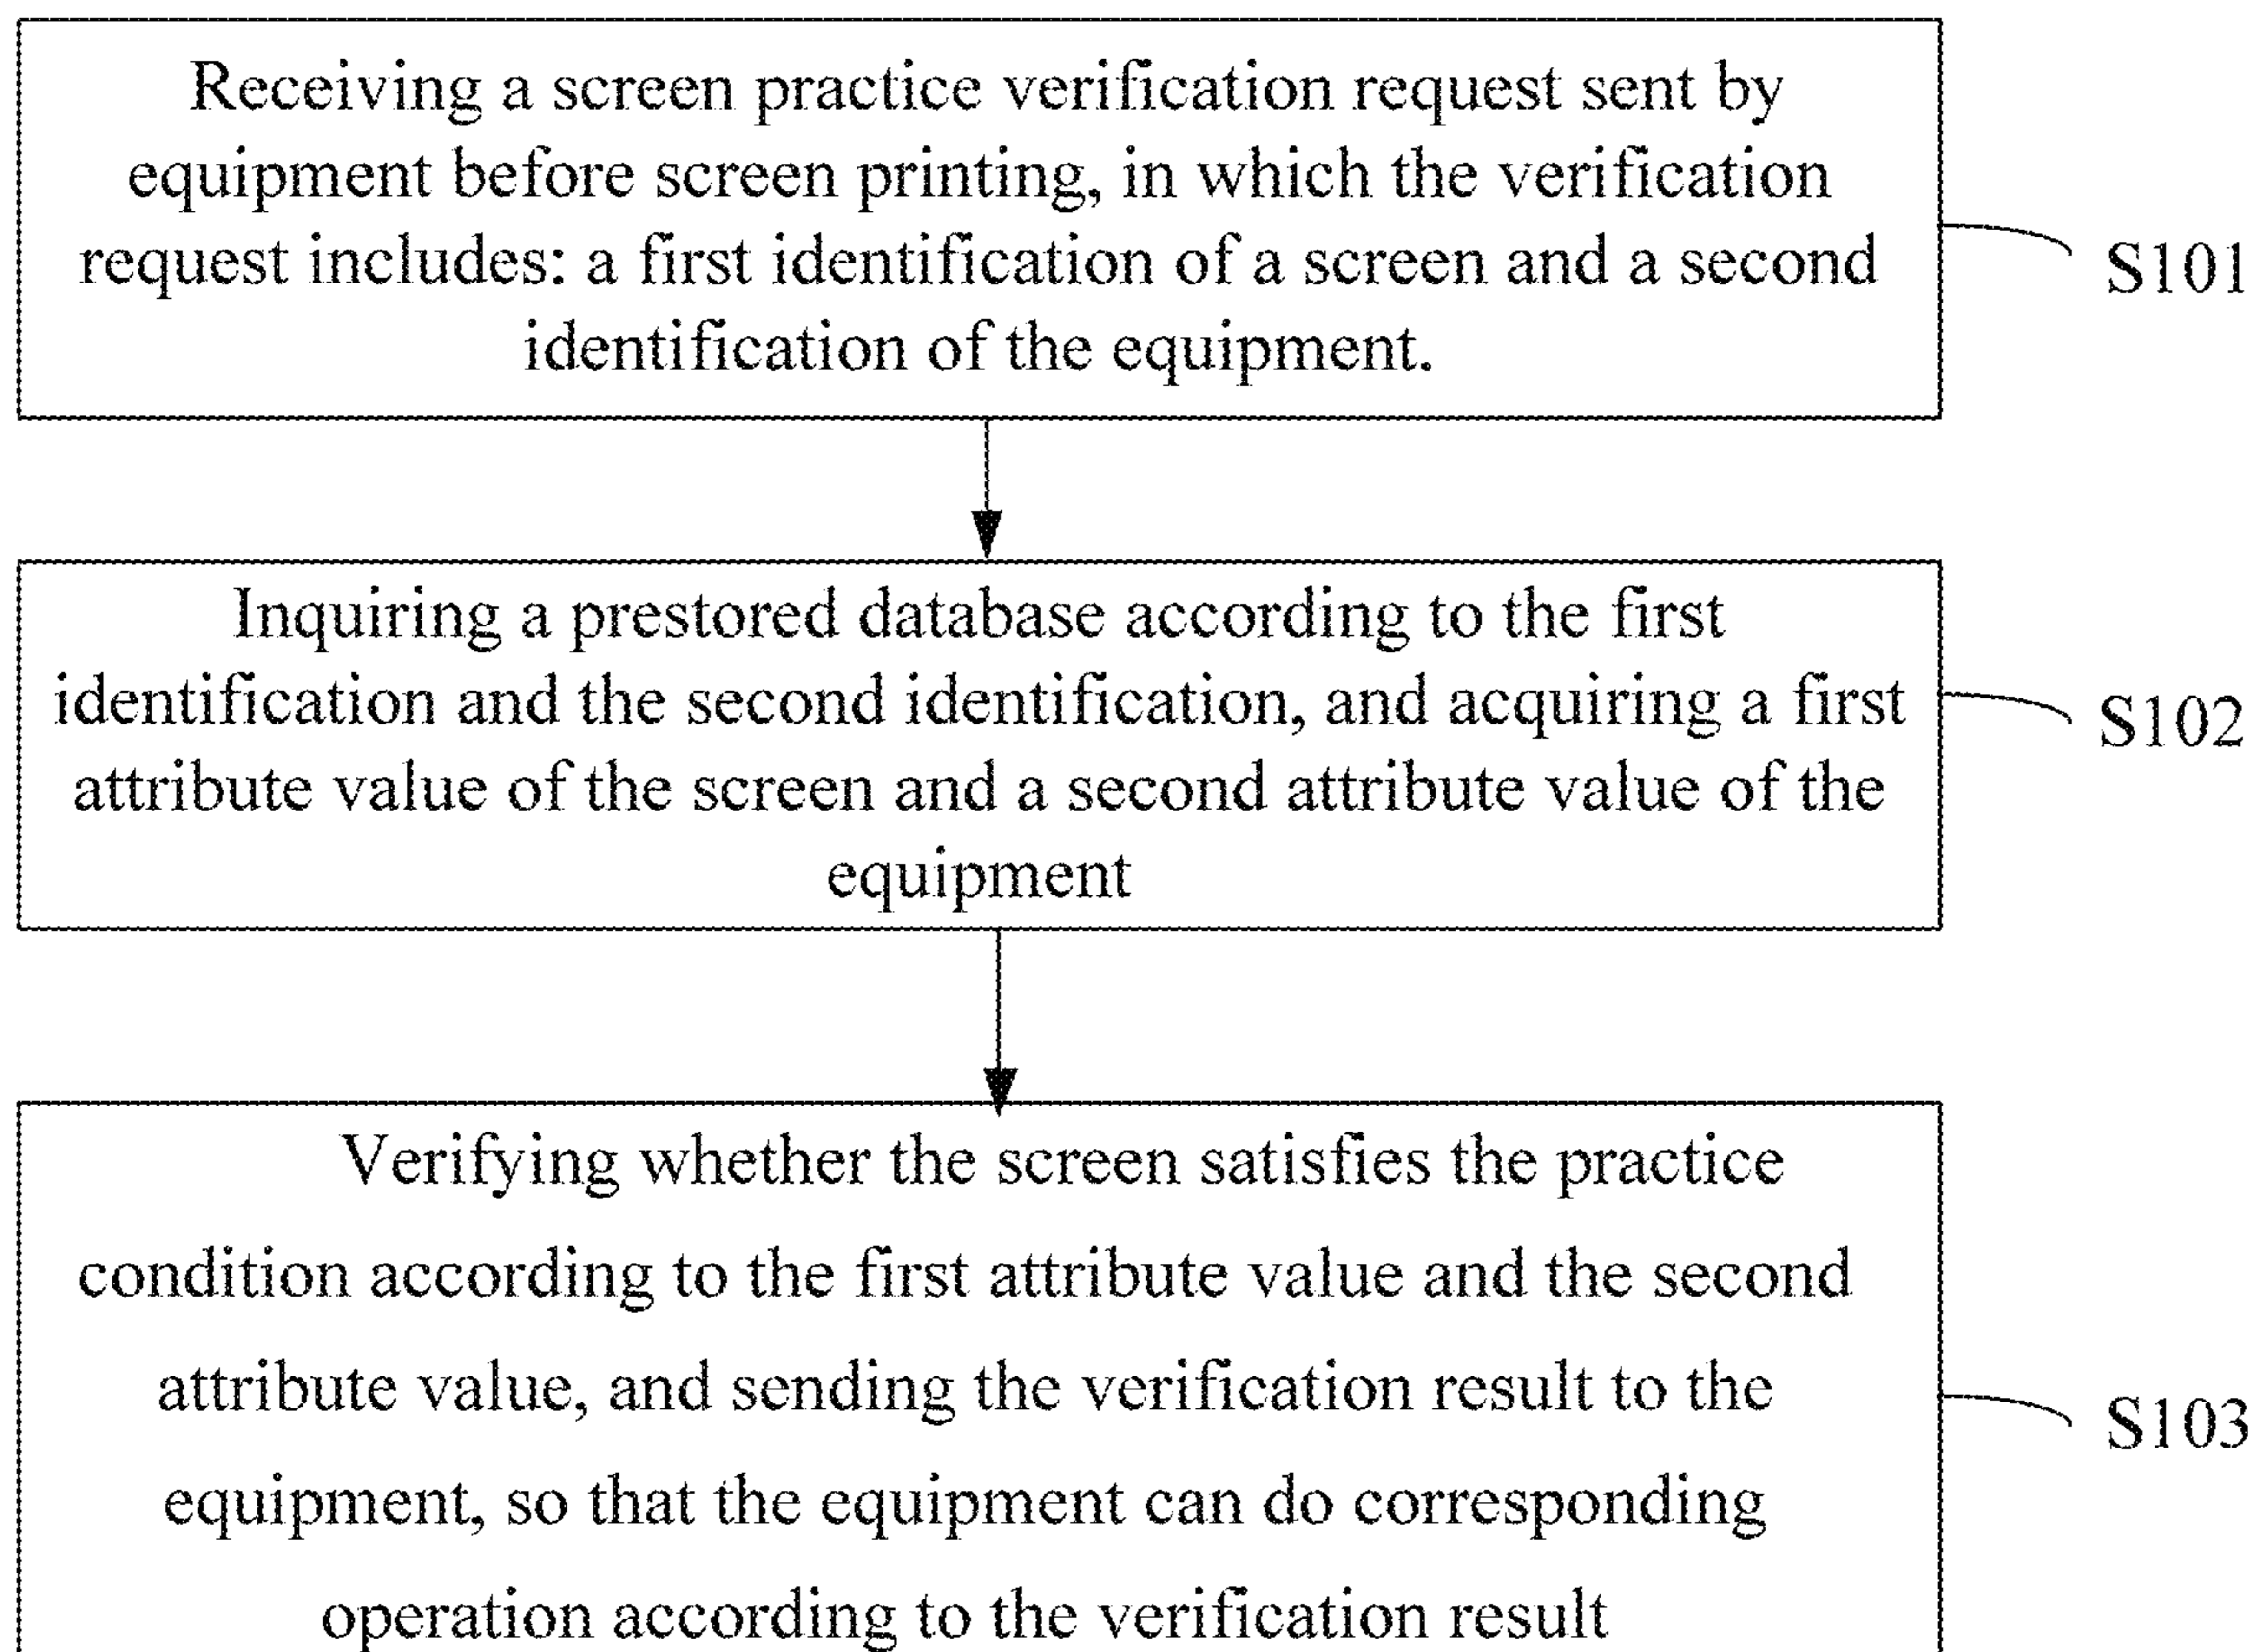 Receiving a screen practice verification request sent by
equipment before screen printing, in which the verification
request includes: a first identification of a screen and a second
identification of the equipment.
S101
Inquiring a prestored database according to the first
identification and the second identification, and acquiring a first
attribute value of the screen and a second attribute value of the
equipment
S102
Verifying whether the screen satisfies the practice
condition according to the first attribute value and the second
attribute value, and sending the verification result to the
equipment, so that the equipment can do corresponding
operation according to the verification result
S103